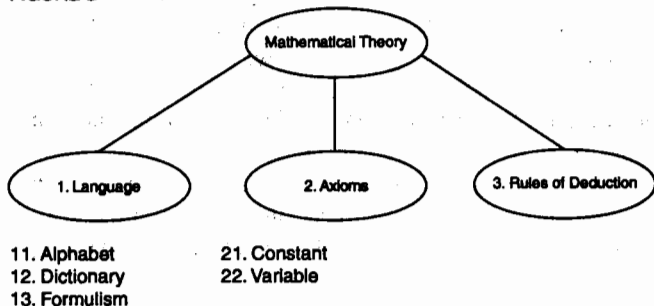 Mathematical Theory
1. Language
2. Axioms
3. Rules of Deduction
11. Alphabet
21. Constant
12. Dictionary
22. Variable
13. Formulism